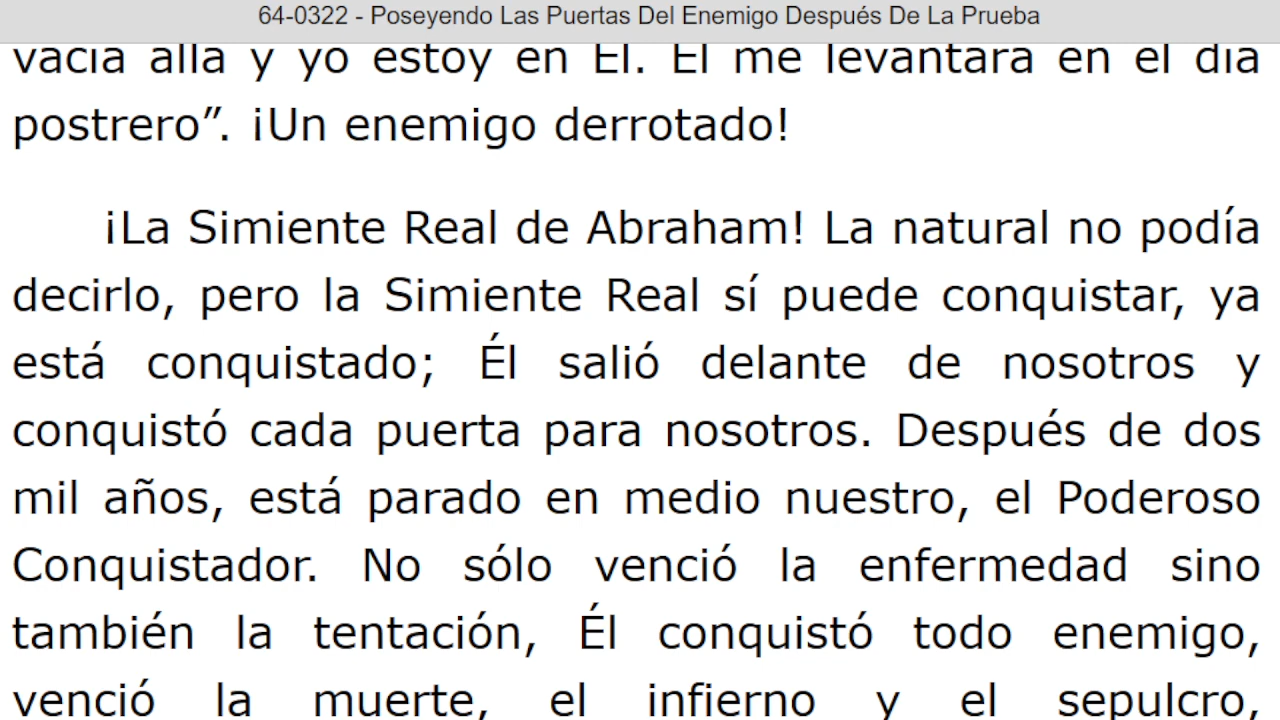 64-0322 - Poseyendo Las Puertas Del Enemigo Después De La Prueba
vacía allá y yo estoy en Él. Él me levantará en el día
postrero”. ¡Un enemigo derrotado!
¡La Simiente Real de Abraham! La natural no podía
decirlo, pero la Simiente Real sí puede conquistar, ya
está conquistado; Él salió delante de nosotros y
conquistó cada puerta para nosotros. Después de dos
mil años, está parado en medio nuestro, el Poderoso
Conquistador. No sólo venció la enfermedad sino
también la tentación, Él conquistó todo enemigo,
venció la muerte, el infierno y el sepulcro,